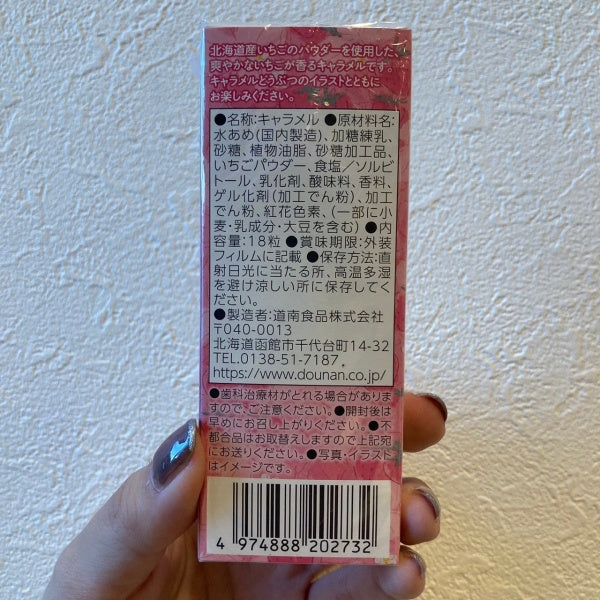 北海道産いちごのパウダーを使用した、
爽やかないちごが香るキャラメルです。
キャラメルどうぶつのイラストとともに
お楽しみください。
●名称:キャラメル ●原材料名:
水あめ(国内製造)、加糖練乳、
砂糖、植物油脂、砂糖加工品、
いちごパウダー、食塩／ソルビ
トール、乳化剤、酸味料、香料、
ゲル化剤(加工でん粉)、加工
でん粉、紅花色素、(一部に小
麦・乳成分・大豆を含む) ●内
容量:18粒 ●賞味期限:外装
フィルムに記載 ●保存方法:直
射日光に当たる所、高温多湿
を避け涼しい所に保存してく
ださい。
●製造者:道南食品株式会社
〒040-0013
北海道函館市千代台町14-32
TEL.0138-51-7187
https://www.dounan.co.jp/
●歯科治療材がとれる場合がありま
すので、ご注意ください。●開封後は
早めにお召し上がりください。●不
都合品はお取替えしますので上記宛
にお送りください。●写真・イラスト
はイメージです。
4 974888 202732